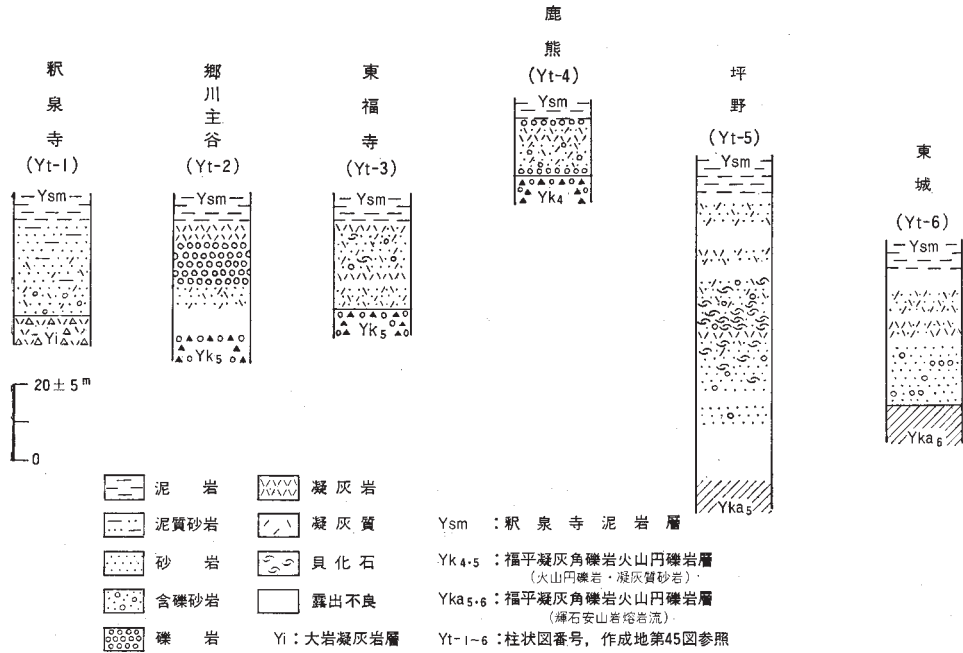 釈泉寺
(Yt-1)
Ysm
Yi
郷川主谷
(Yt-2)
Ysm
Yk5
東福寺
(Yt-3)
Ysm
Yk5
鹿熊
(Yt-4)
Ysm
Yk4
坪野
(Yt-5)
Ysm
Yka5
東城
(Yt-6)
Ysm
Yka6
20±5m
0
泥岩
凝灰岩
泥質砂岩
凝灰質
Ysm:釈泉寺泥岩層
砂岩
貝化石
Yk4・5:福平凝灰角礫岩火山円礫岩層
(火山円礫岩・凝灰質砂岩)
含礫砂岩
露出不良
Yka5・6:福平凝灰角礫岩火山円礫岩層
(輝石安山岩熔岩流)
礫岩
Yi:大岩凝灰岩層
Yt-1~6:柱状図番号,作成地第45図参照